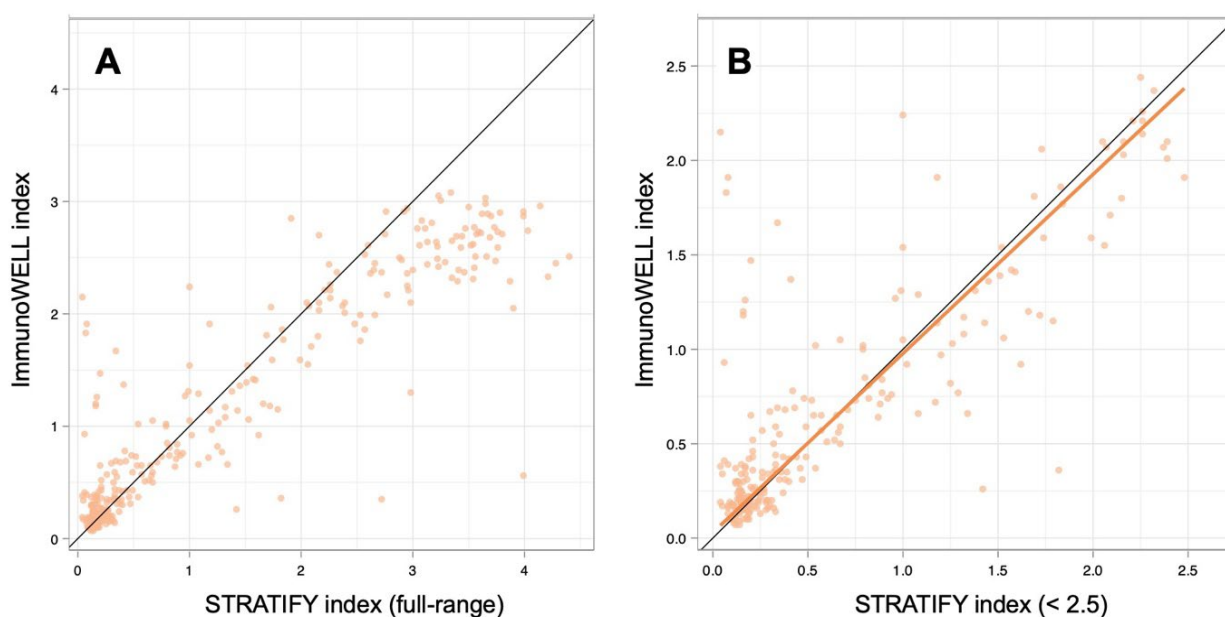 A
ImmunoWELL index
4
3
2
1
0
0 1 2 3 4
STRATIFY index (full-range)
B
ImmunoWELL index
2.5
2.0
1.5
1.0
0.5
0.0
0.0 0.5 1.0 1.5 2.0 2.5
STRATIFY index (< 2.5)